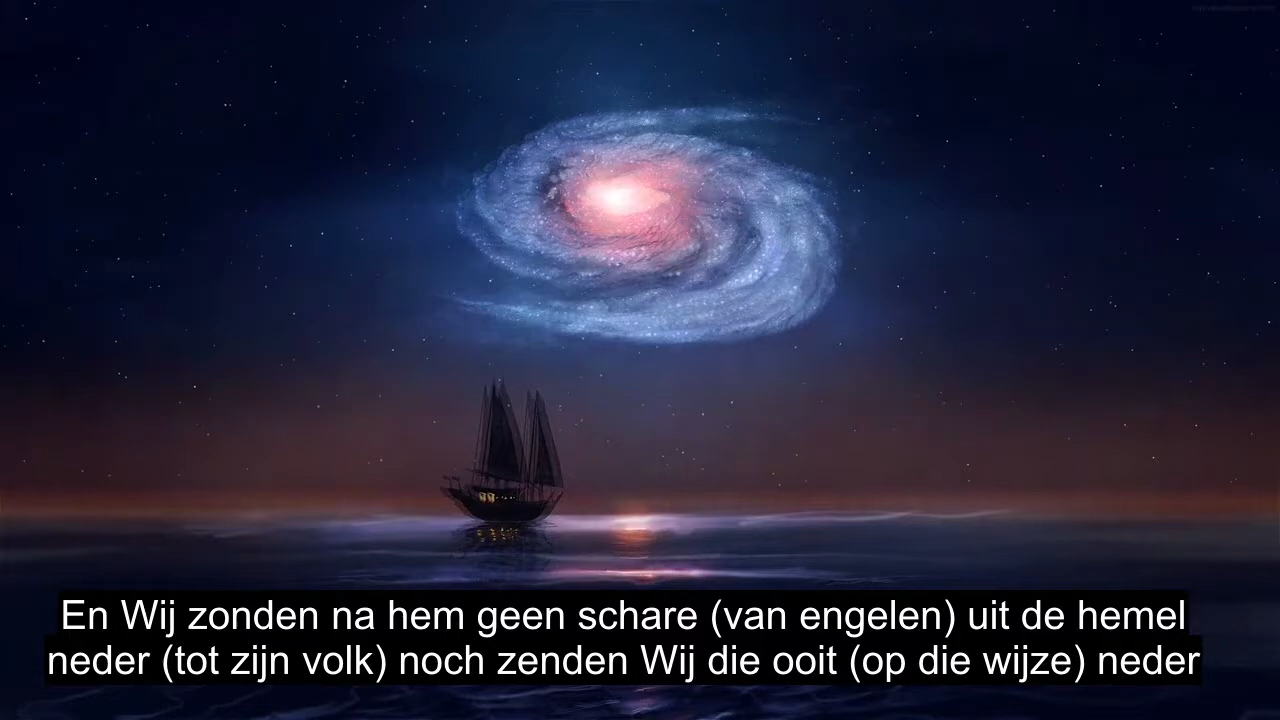 En Wij zonden na hem geen schare (van engelen) uit de hemel
neder (tot zijn volk) noch zenden Wij die ooit (op die wijze) neder